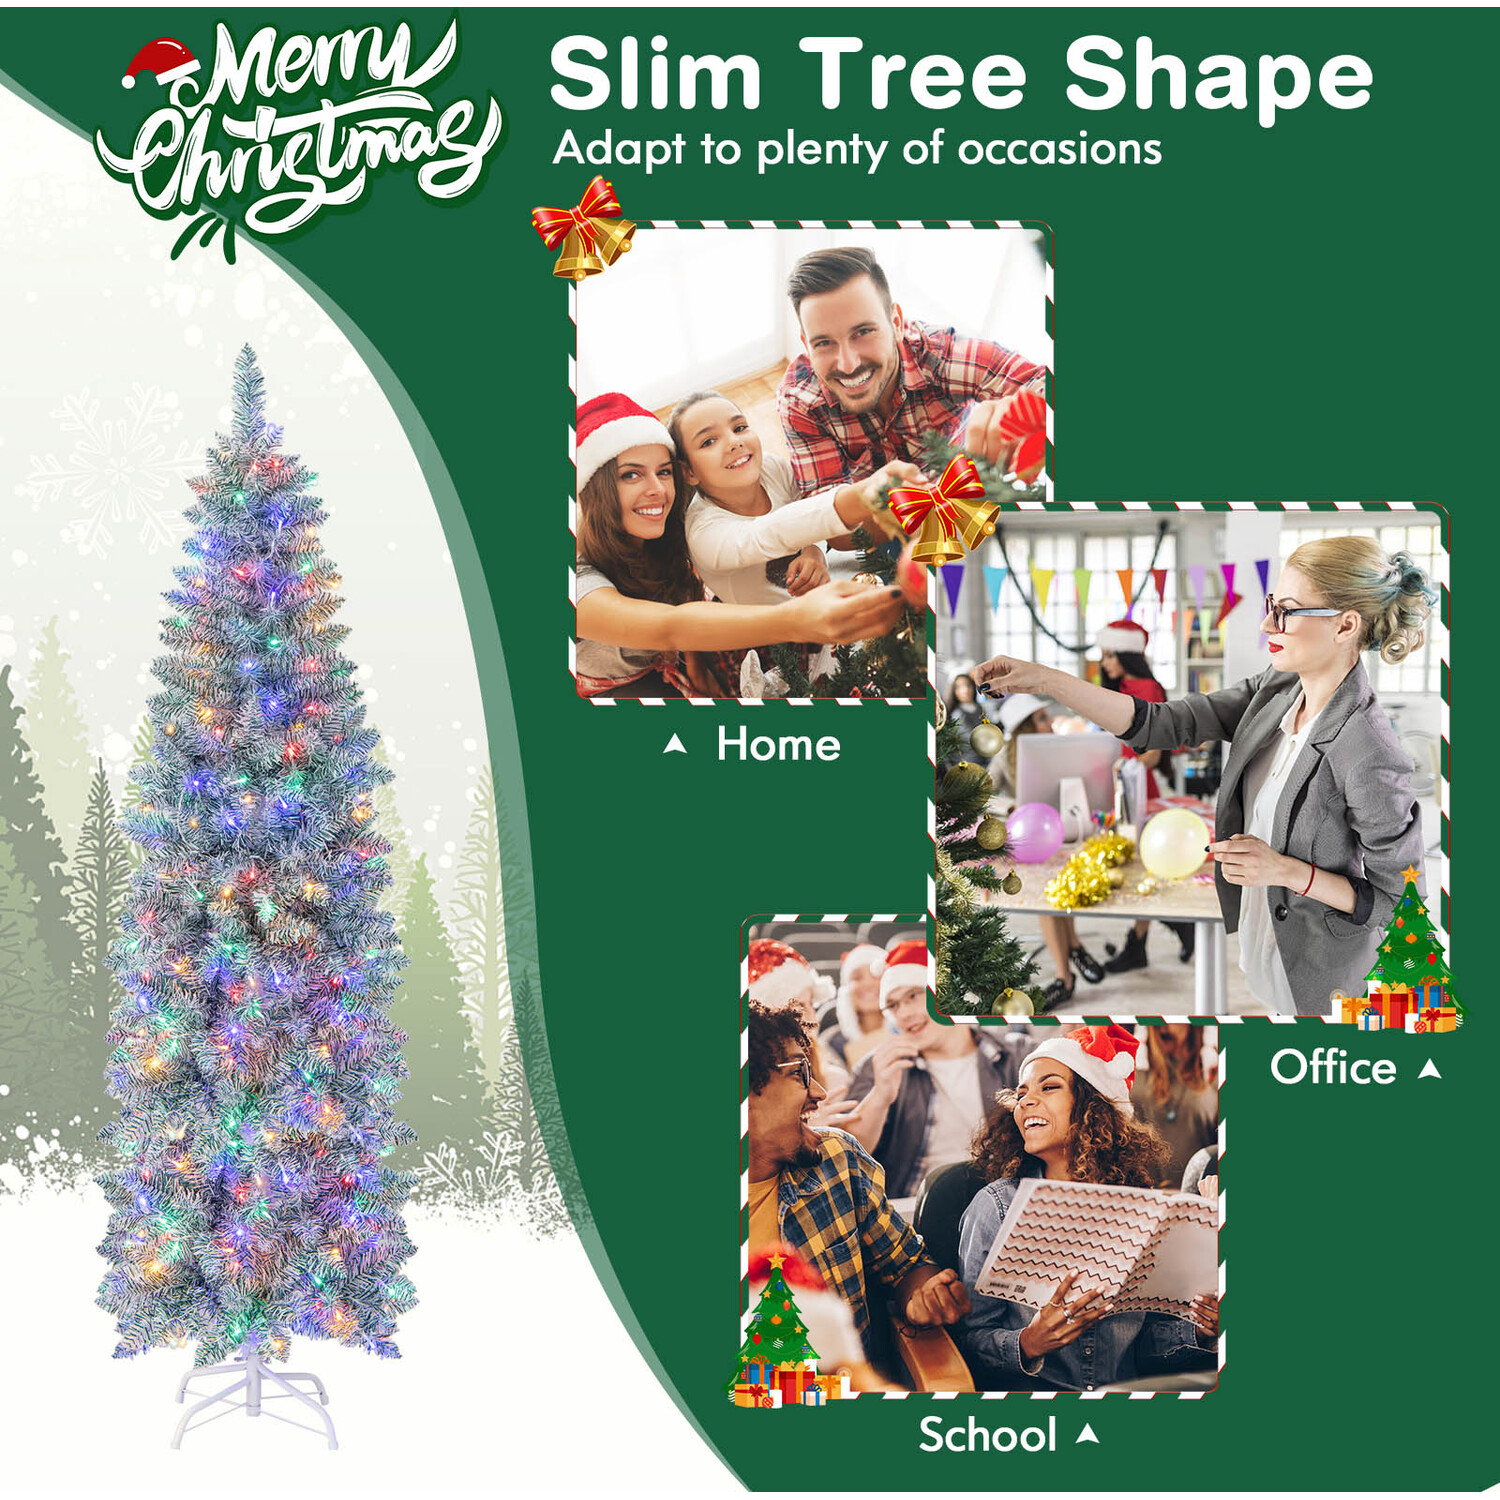 Merry
Christmas
Slim Tree Shape
Adapt to plenty of occasions
Home
Office
School